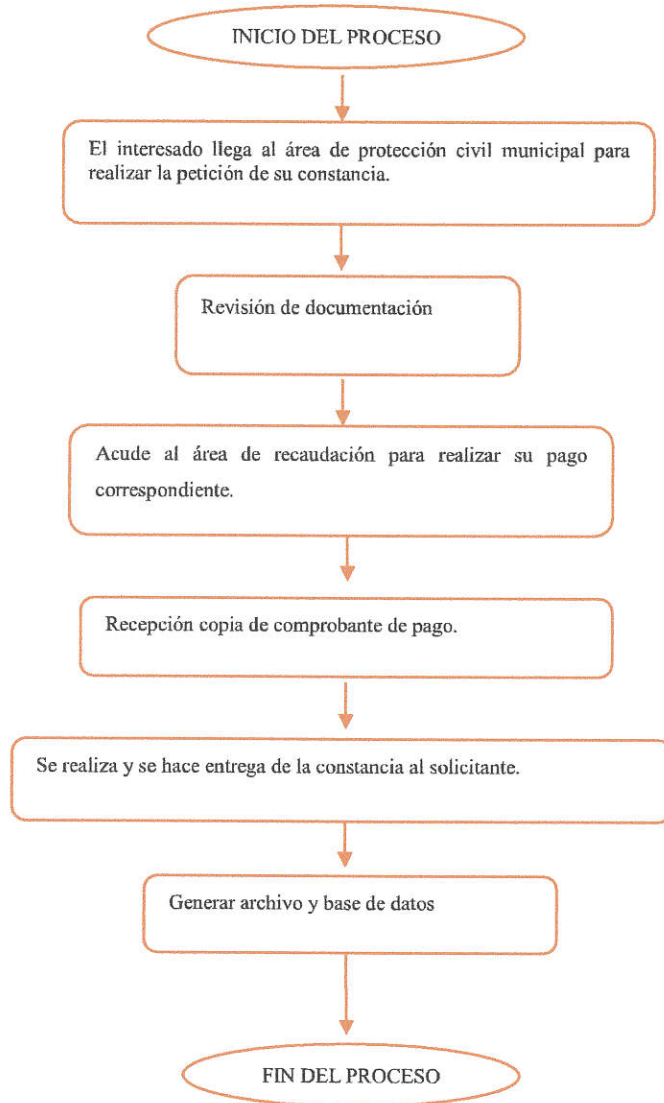 INICIO DEL PROCESO
El interesado llega al área de protección civil municipal para
realizar la petición de su constancia.
Revisión de documentación
Acude al área de recaudación para realizar su pago
correspondiente.
Recepción copia de comprobante de pago.
Se realiza y se hace entrega de la constancia al solicitante.
Generar archivo y base de datos
FIN DEL PROCESO